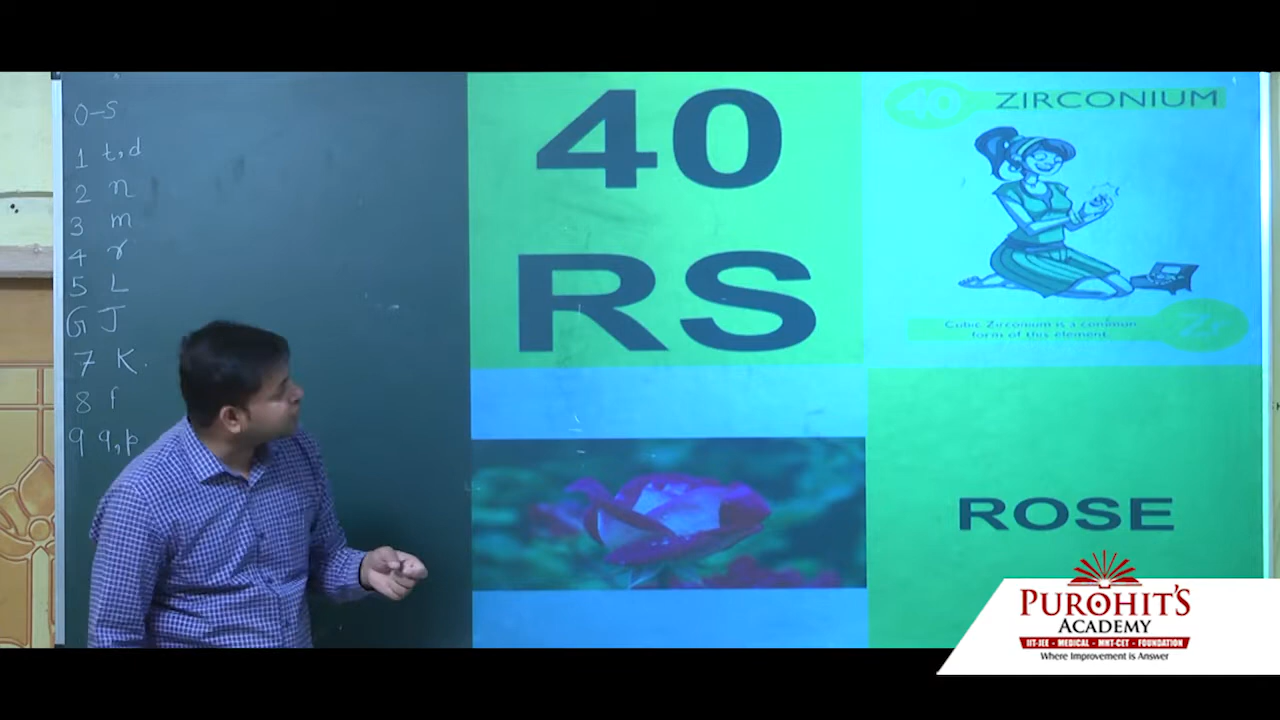 0-S
1 t,d
2 n
3 m
4 r
5 L
G J
7 K.
8 f
9 9,p
40
RS
40 ZIRCONIUM
Cubic Zirconium is a common
form of this element.
Zr
ROSE
PUROHIT'S
ACADEMY
IIT-JEE - MEDICAL - MHT-CET - FOUNDATION
Where Improvement is Answer